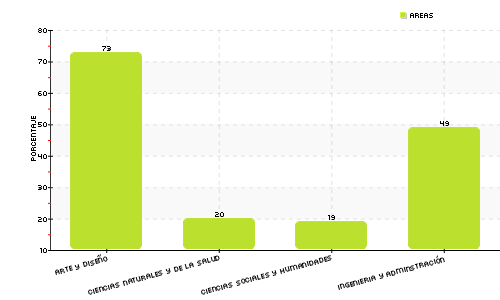 AREAS
80
70
60
50
40
30
20
10
PORCENTAJE
73
20
19
49
ARTE Y DISEÑO
CIENCIAS NATURALES Y DE LA SALUD
CIENCIAS SOCIALES Y HUMANIDADES
INGENIERIA Y ADMINSTRACIÓN